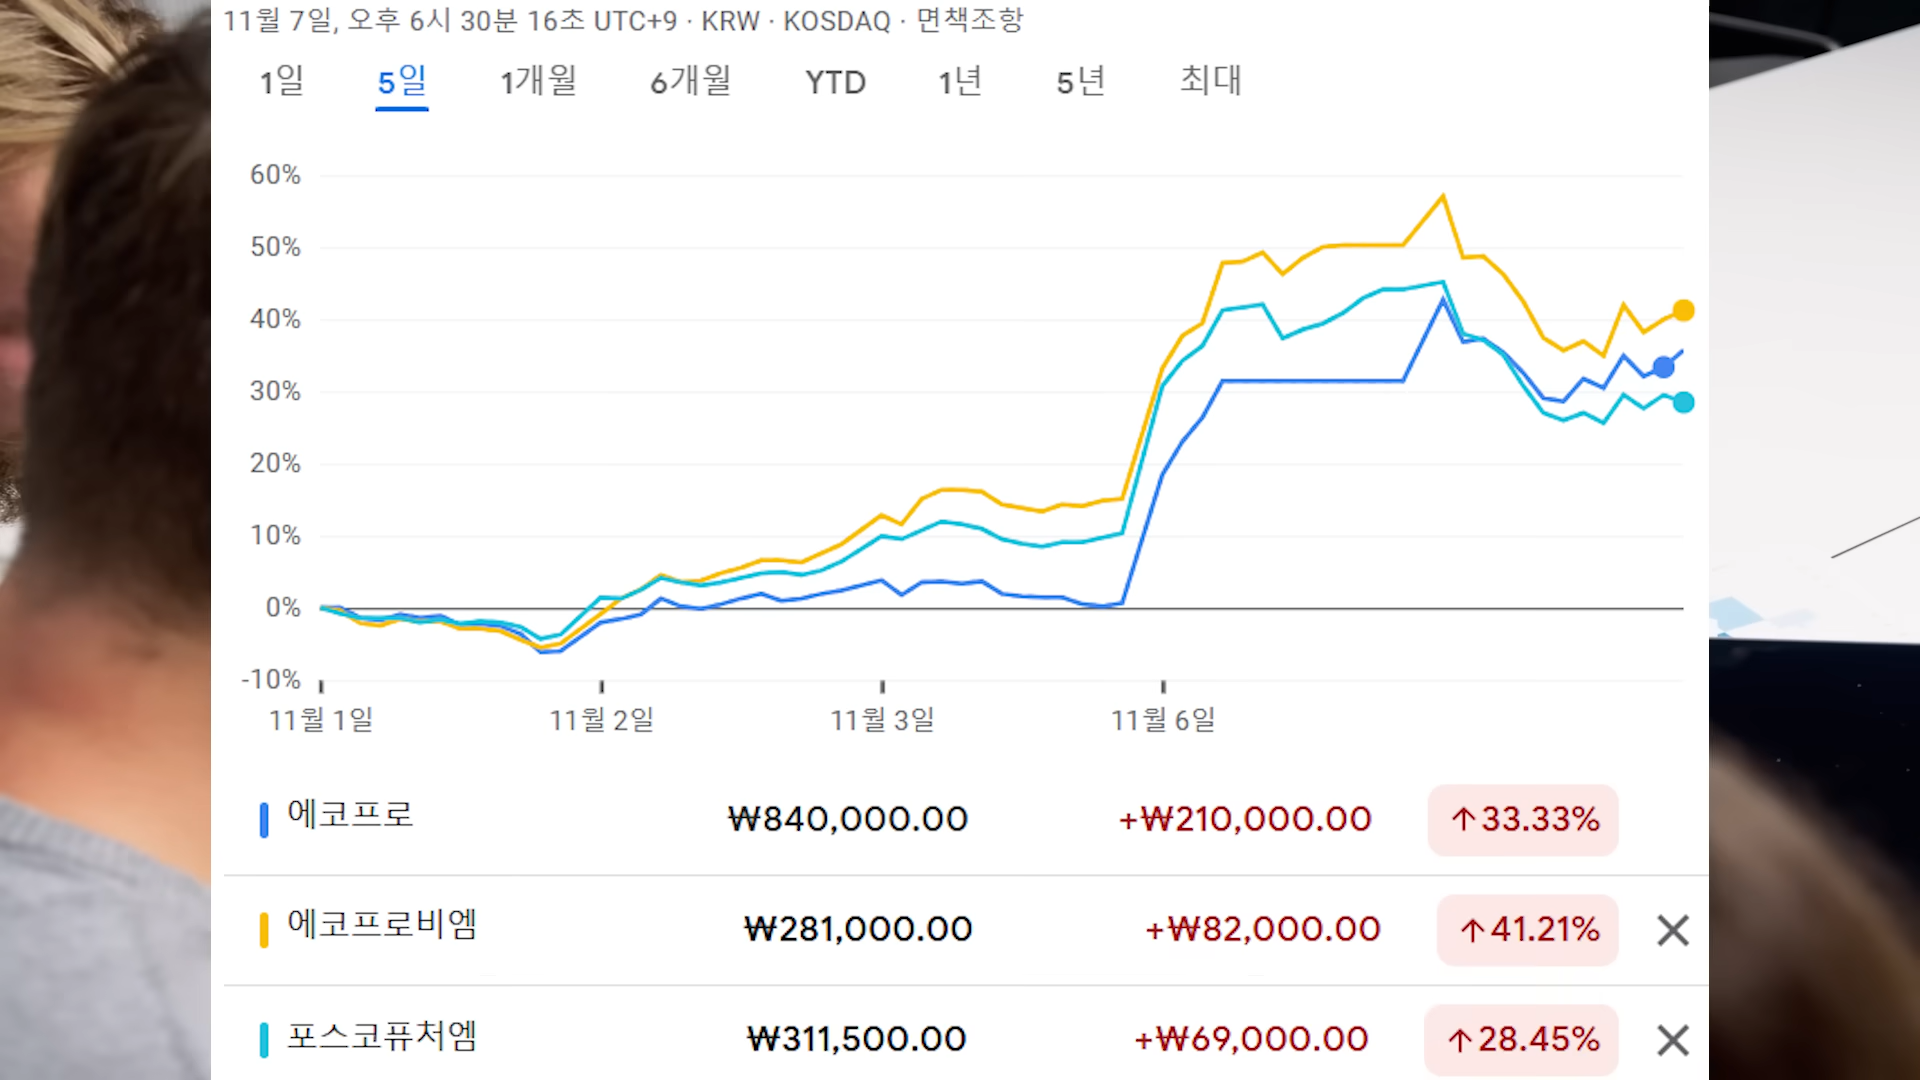 11월 7일, 오후 6시 30분 16초 UTC+9 · KRW · KOSDAQ · 면책조항
1일 5일 1개월 6개월 YTD 1년 5년 최대
60%
50%
40%
30%
20%
10%
0%
-10%
11월 1일 11월 2일 11월 3일 11월 6일
에코프로 ₩840,000.00 +₩210,000.00 ↑33.33%
에코프로비엠 ₩281,000.00 +₩82,000.00 ↑41.21%
포스코퓨처엠 ₩311,500.00 +₩69,000.00 ↑28.45%